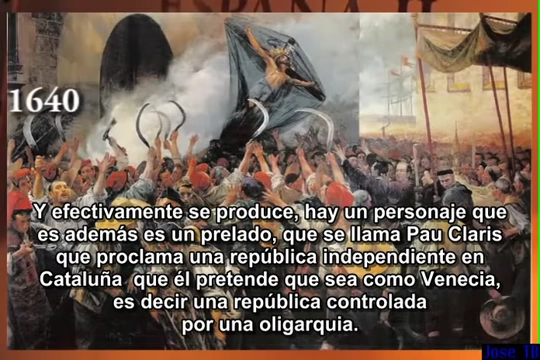 ESPAÑA II
1640
Y efectivamente se produce, hay un personaje que
es además es un prelado, que se llama Pau Claris
que proclama una república independiente en
Cataluña que él pretende que sea como Venecia,
es decir una república controlada
por una oligarquia.